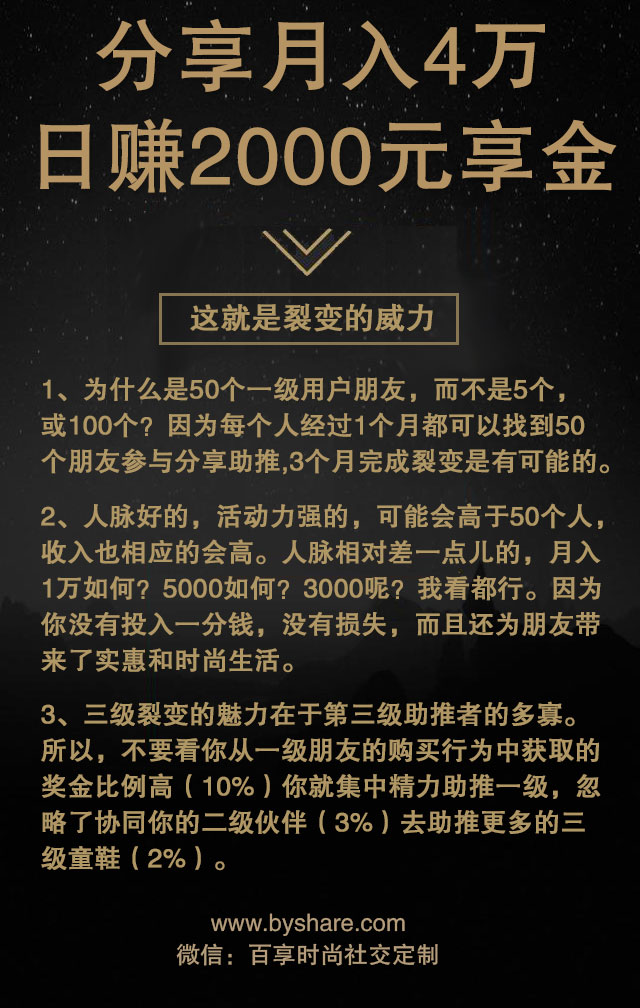 分享月入4万
日赚2000元享金
这就是裂变的威力
1、为什么是50个一级用户朋友，而不是5个，
或100个？因为每个人经过1个月都可以找到50
个朋友参与分享助推,3个月完成裂变是有可能的。
2、人脉好的，活动力强的，可能会高于50个人，
收入也相应的会高。人脉相对差一点儿的，月入
1万如何？5000如何？3000呢？我看都行。因为
你没有投入一分钱，没有损失，而且还为朋友带
来了实惠和时尚生活。
3、三级裂变的魅力在于第三级助推者的多寡。
所以，不要看你从一级朋友的购买行为中获取的
奖金比例高（10%）你就集中精力助推一级，忽
略了协同你的二级伙伴（3%）去助推更多的三
级童鞋（2%）。
www.byshare.com
微信：百享时尚社交定制